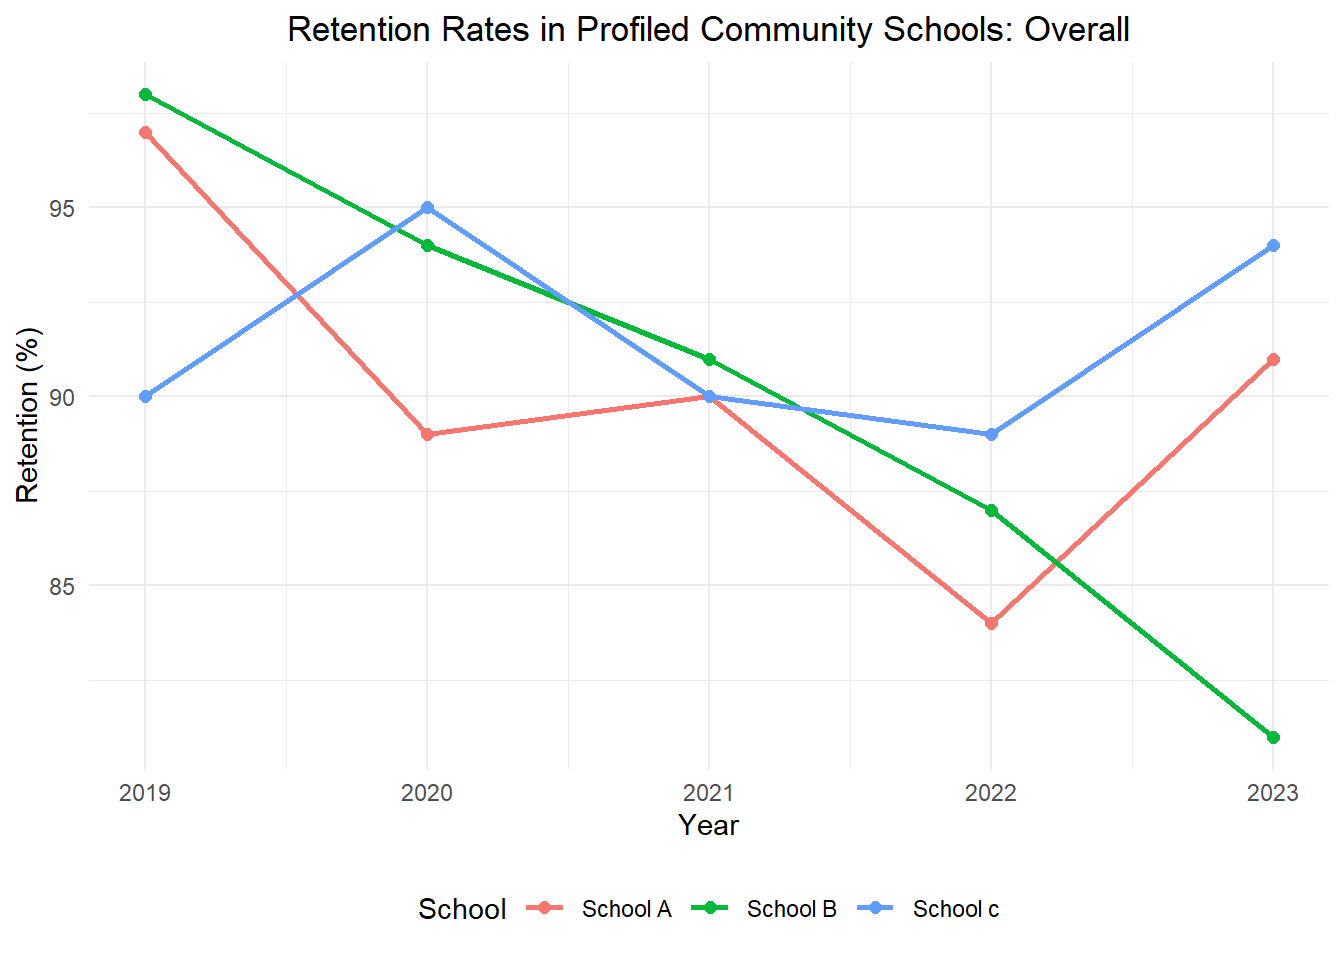 Retention Rates in Profiled Community Schools: Overall
Retention (%)
95
90
85
2019 2020 2021 2022 2023
Year
School School A School B School c